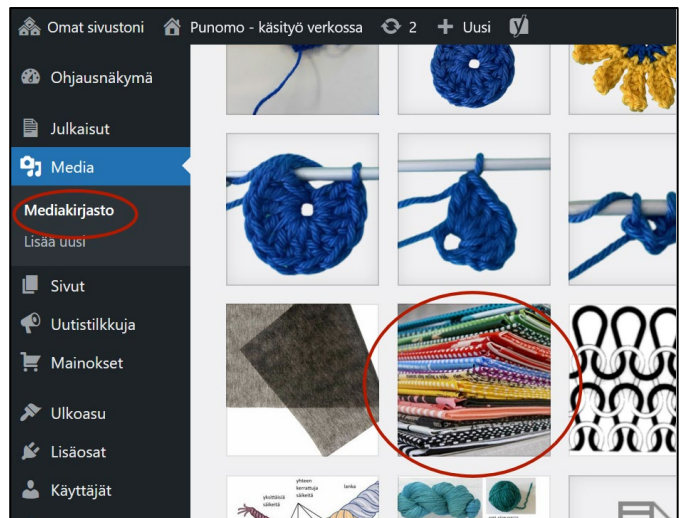 Omat sivustoni Punomo - käsityö verkossa 2 + Uusi
Ohjausnäkymä
Julkaisut
Media
Mediakirjasto
Lisää uusi
Sivut
Uutistilkkuja
Mainokset
Ulkoasu
Lisäosat
Käyttäjät
yksittäisiä
säikeitä
yhteen
kerrattuja
säikeitä
lanka